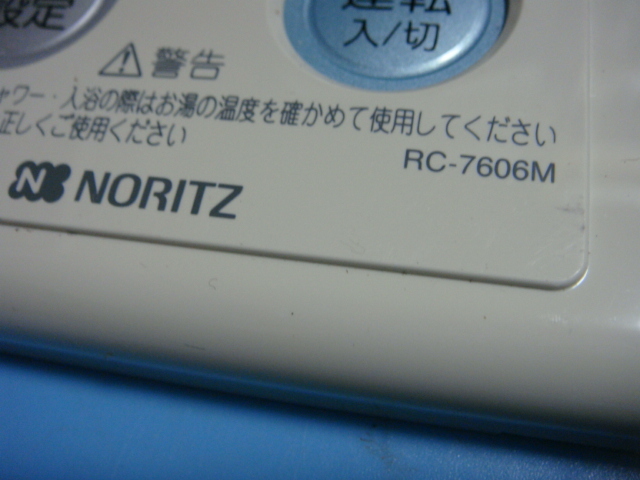 設定
運転
入/切
警告
ャワー・入浴の際はお湯の温度を確かめて使用してください
正しくご使用ください
RC-7606M
NORITZ